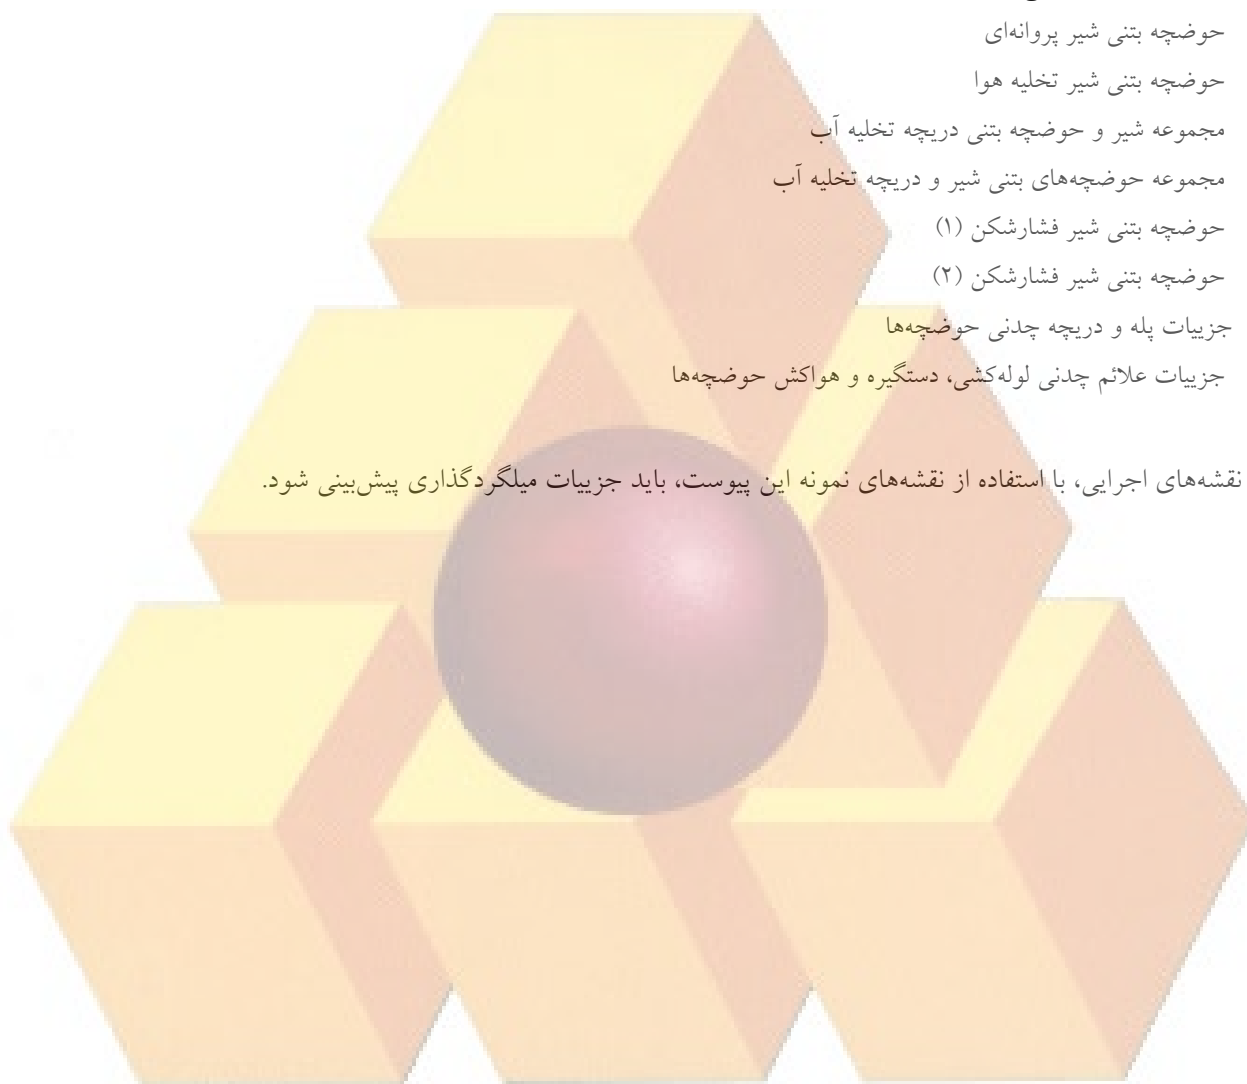 حوضچه بتنی شیر پروانه‌ای
حوضچه بتنی شیر تخلیه هوا
مجموعه شیر و حوضچه بتنی دریچه تخلیه آب
مجموعه حوضچه‌های بتنی شیر و دریچه تخلیه آب
حوضچه بتنی شیر فشارشکن (۱)
حوضچه بتنی شیر فشارشکن (۲)
جزییات پله و دریچه چدنی حوضچه‌ها
جزییات علائم چدنی لوله‌کشی، دستگیره و هواکش حوضچه‌ها
نقشه‌های اجرایی، با استفاده از نقشه‌های نمونه این پیوست، باید جزییات میلگردگذاری پیش‌بینی شود.